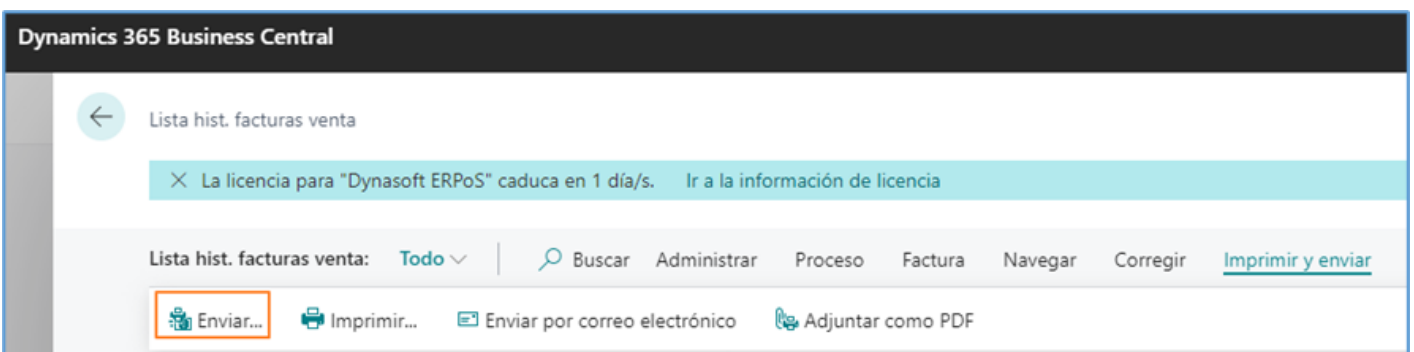 Dynamics 365 Business Central
Lista hist. facturas venta
La licencia para "Dynasoft ERPoS" caduca en 1 día/s. Ir a la información de licencia
Lista hist. facturas venta: Todo Buscar Administrar Proceso Factura Navegar Corregir Imprimir y enviar
Enviar... Imprimir... Enviar por correo electrónico Adjuntar como PDF